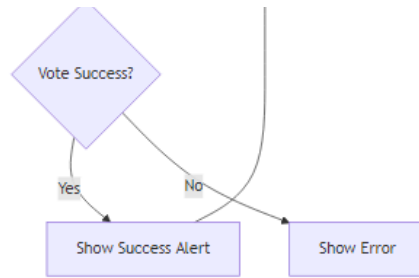 Vote Success?
Yes
No
Show Success Alert
Show Error